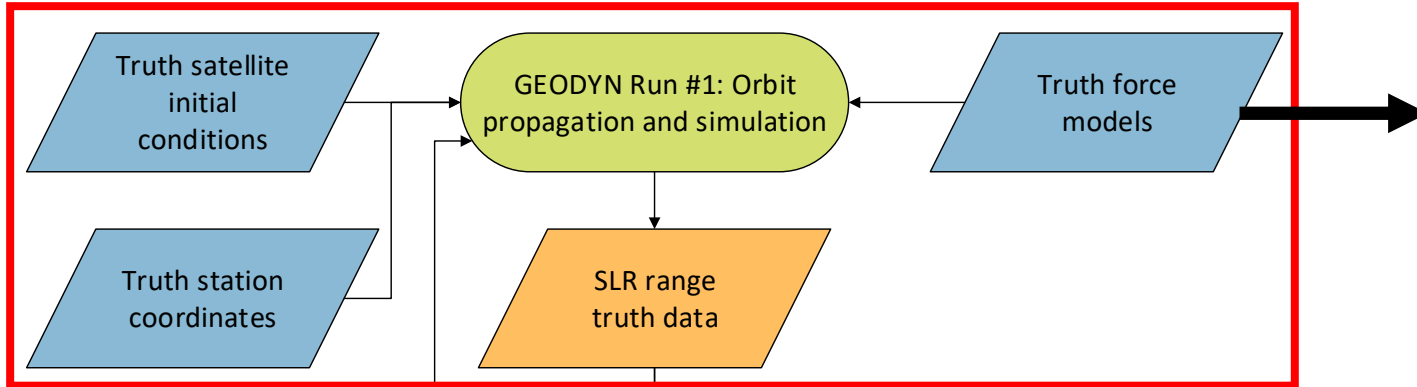 Truth satellite
initial
conditions
GEODYN Run #1: Orbit
propagation and simulation
Truth force
models
Truth station
coordinates
SLR range
truth data